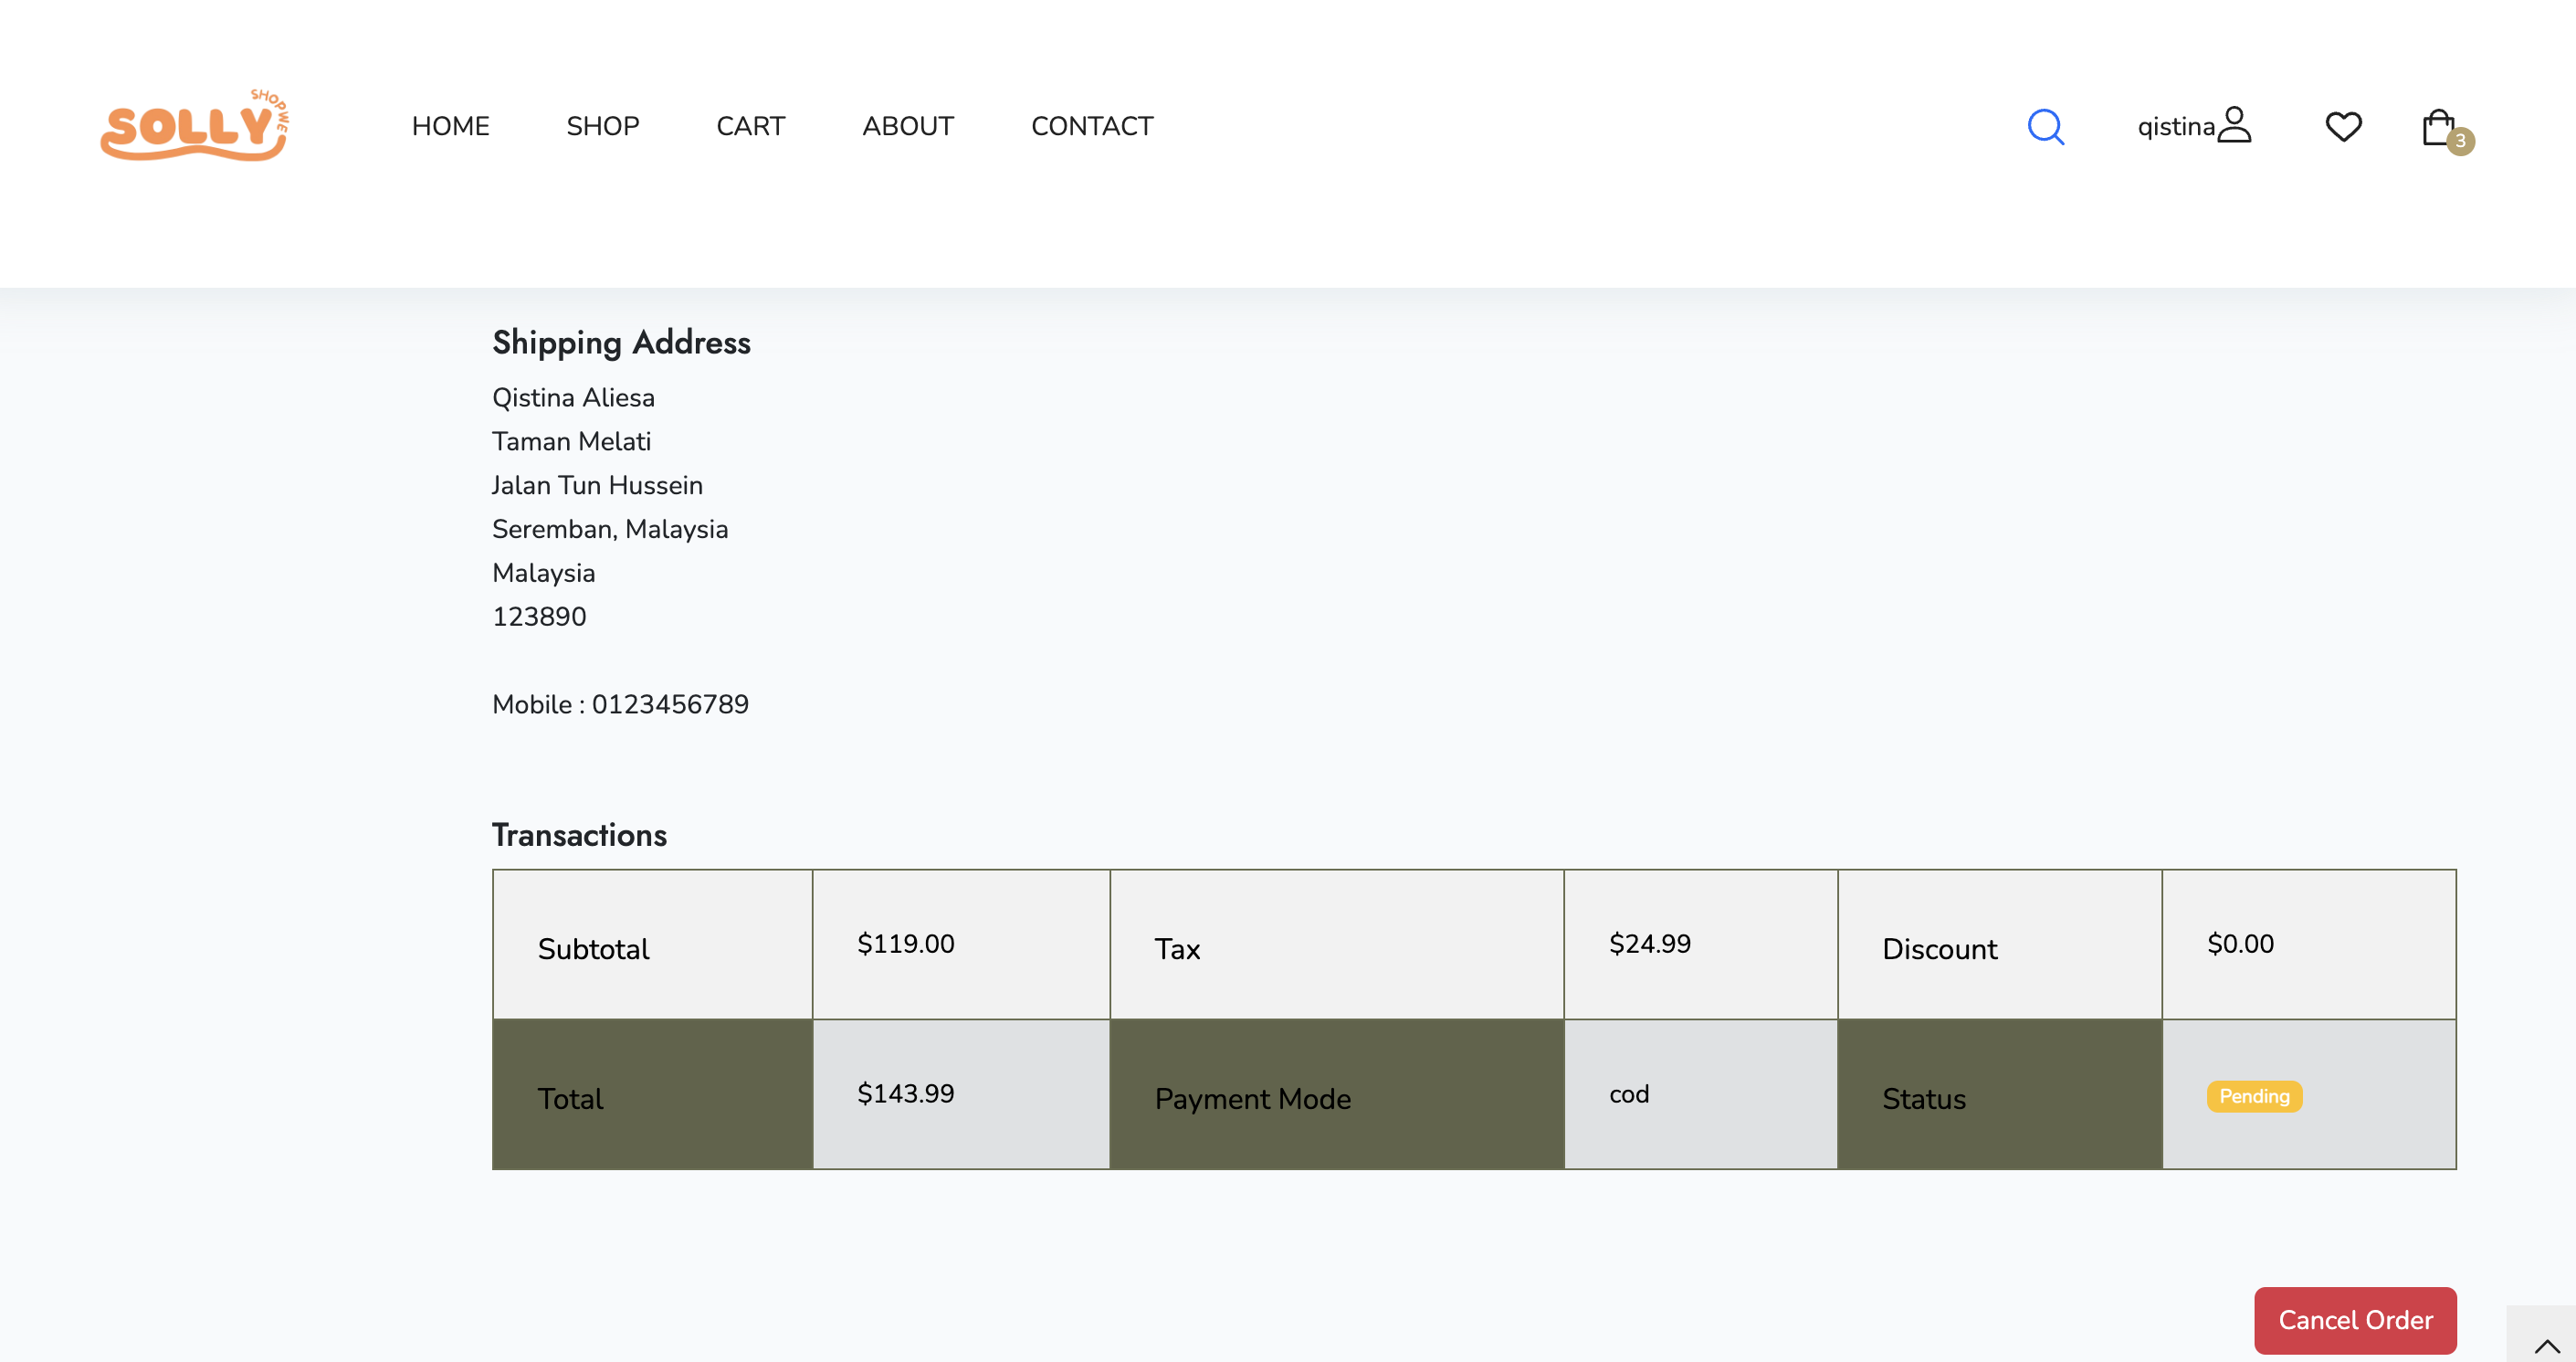 SOLLY SHOPWE
HOME SHOP CART ABOUT CONTACT qistina 3
Shipping Address
Qistina Aliesa
Taman Melati
Jalan Tun Hussein
Seremban, Malaysia
Malaysia
123890
Mobile : 0123456789
Transactions
Subtotal $119.00 Tax $24.99 Discount $0.00
Total $143.99 Payment Mode cod Status Pending
Cancel Order